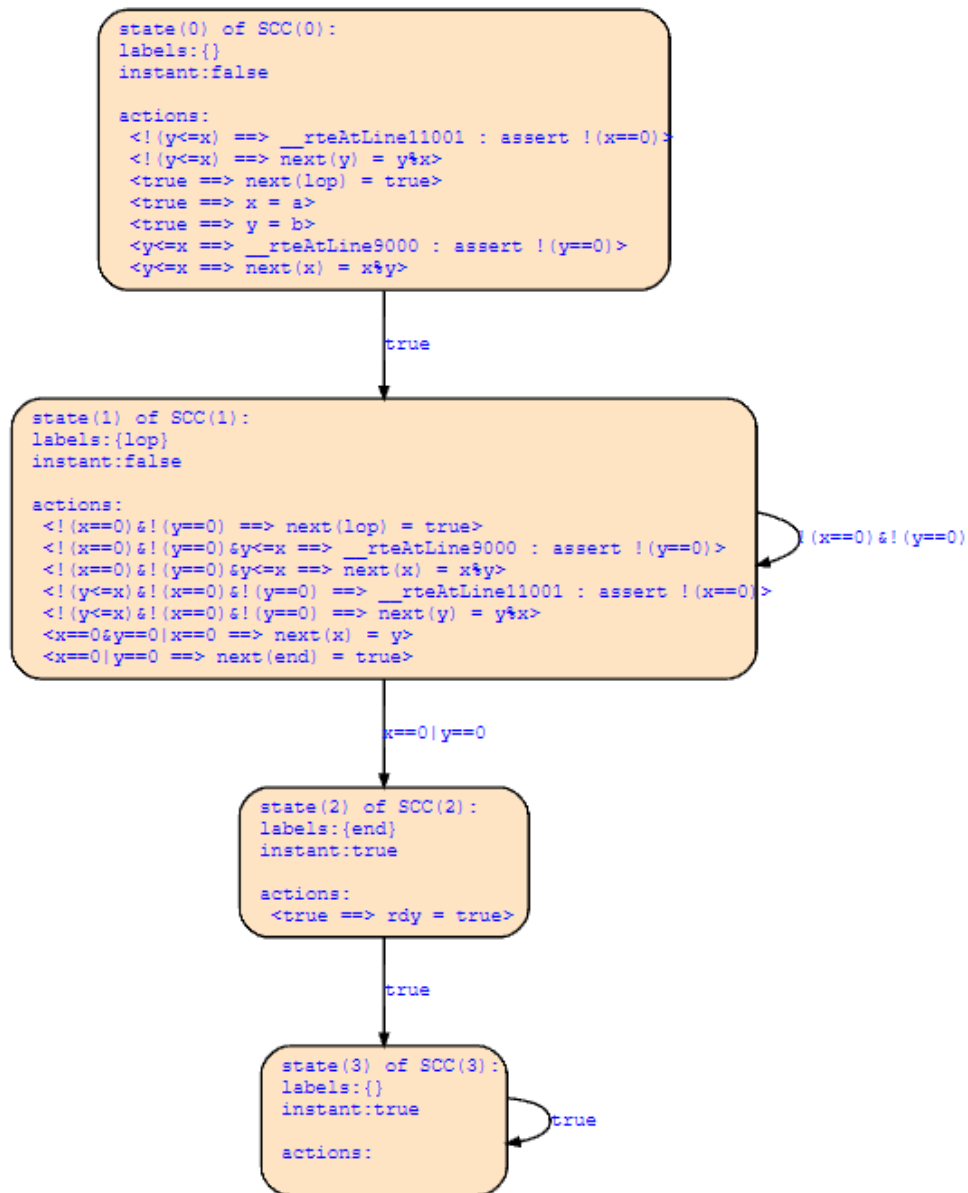 state(0) of SCC(0):
labels:{}
instant:false
actions:
<!(y<=x) ==> __rteAtLine11001 : assert !(x==0)>
<!(y<=x) ==> next(y) = y%x>
<true ==> next(lop) = true>
<true ==> x = a>
<true ==> y = b>
<y<=x ==> __rteAtLine9000 : assert !(y==0)>
<y<=x ==> next(x) = x%y>
true
state(1) of SCC(1):
labels:{lop}
instant:false
actions:
<!(x==0)&!(y==0) ==> next(lop) = true>
<!(x==0)&!(y==0)&y<=x ==> __rteAtLine9000 : assert !(y==0)>
<!(x==0)&!(y==0)&y<=x ==> next(x) = x%y>
<!(y<=x)&!(x==0)&!(y==0) ==> __rteAtLine11001 : assert !(x==0)>
<!(y<=x)&!(x==0)&!(y==0) ==> next(y) = y%x>
<x==0&y==0|x==0 ==> next(x) = y>
<x==0|y==0 ==> next(end) = true>
!(x==0)&!(y==0)
x==0|y==0
state(2) of SCC(2):
labels:{end}
instant:true
actions:
<true ==> rdy = true>
true
state(3) of SCC(3):
labels:{}
instant:true
actions:
true